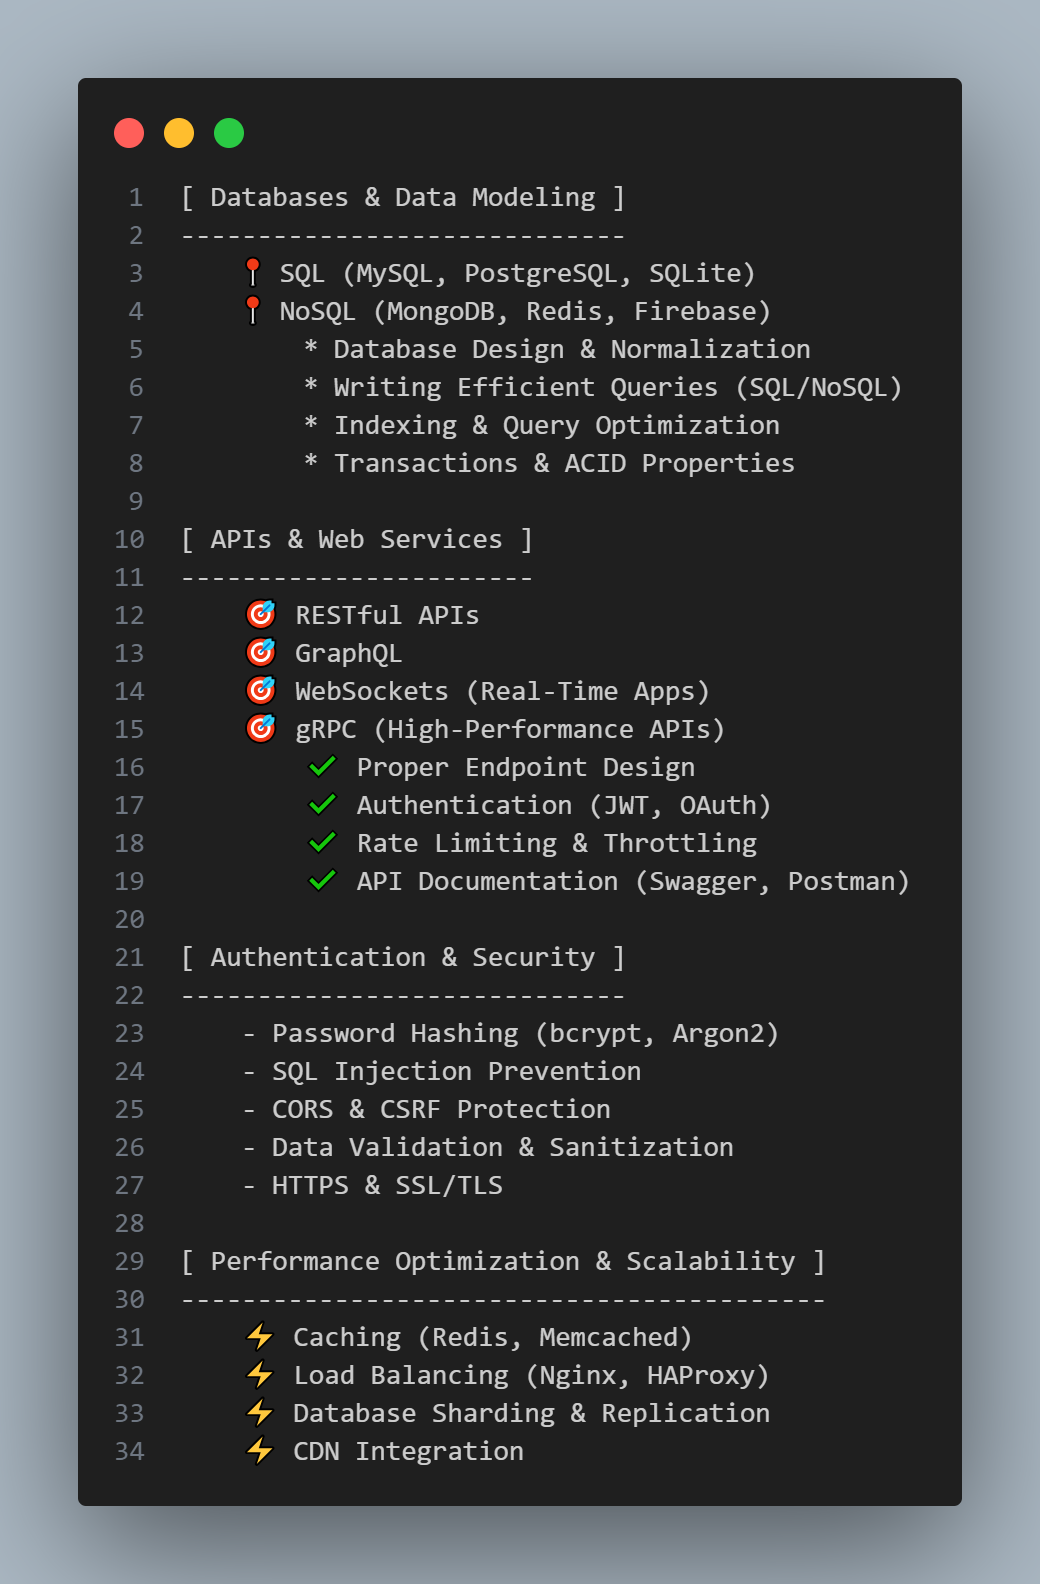 1 [ Databases & Data Modeling ]
2 -----------------------------
3     📍 SQL (MySQL, PostgreSQL, SQLite)
4     📍 NoSQL (MongoDB, Redis, Firebase)
5         * Database Design & Normalization
6         * Writing Efficient Queries (SQL/NoSQL)
7         * Indexing & Query Optimization
8         * Transactions & ACID Properties
9
10 [ APIs & Web Services ]
11 -----------------------
12     🎯 RESTful APIs
13     🎯 GraphQL
14     🎯 WebSockets (Real-Time Apps)
15     🎯 gRPC (High-Performance APIs)
16         ✔ Proper Endpoint Design
17         ✔ Authentication (JWT, OAuth)
18         ✔ Rate Limiting & Throttling
19         ✔ API Documentation (Swagger, Postman)
20
21 [ Authentication & Security ]
22 -----------------------------
23     - Password Hashing (bcrypt, Argon2)
24     - SQL Injection Prevention
25     - CORS & CSRF Protection
26     - Data Validation & Sanitization
27     - HTTPS & SSL/TLS
28
29 [ Performance Optimization & Scalability ]
30 ------------------------------------------
31     ⚡ Caching (Redis, Memcached)
32     ⚡ Load Balancing (Nginx, HAProxy)
33     ⚡ Database Sharding & Replication
34     ⚡ CDN Integration